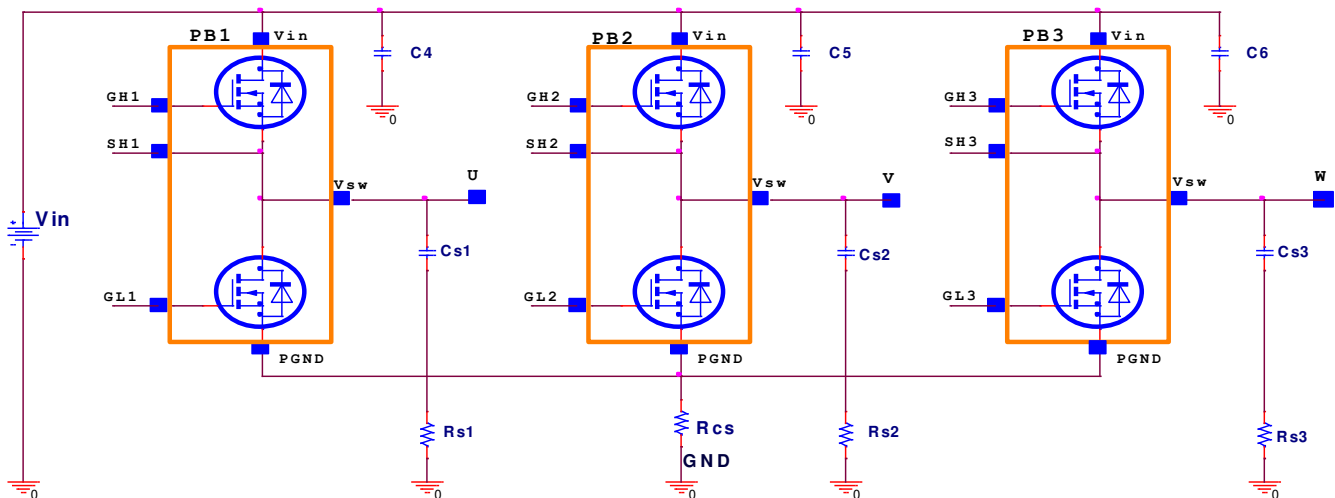 PB1 Vin C4 PB2 Vin C5 PB3 Vin C6
GH1 0 GH2 0 GH3 0
SH1 SH2 SH3
Vsw U Vsw V Vsw W
+ Vin
-
Cs1 Cs2 Cs3
GL1 GL2 GL3
PGND PGND PGND
Rs1 Rcs Rs2 Rs3
GND
0 0 0 0 0